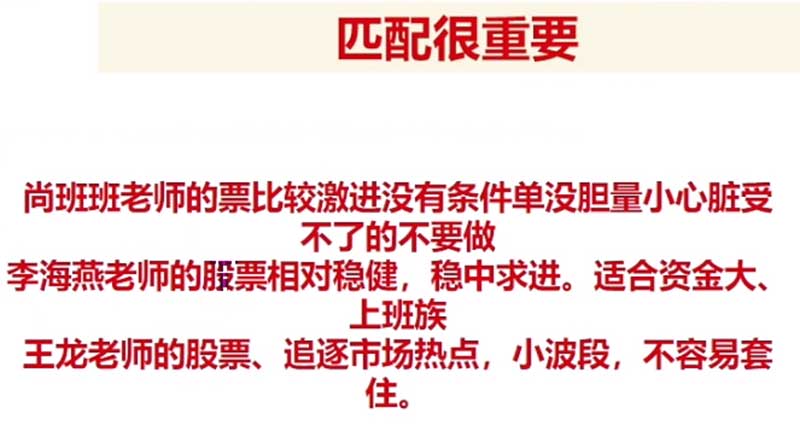 匹配很重要
尚班班老师的票比较激进没有条件单没胆量小心脏受
不了的不要做
李海燕老师的股票相对稳健，稳中求进。适合资金大、
上班族
王龙老师的股票、追逐市场热点，小波段，不容易套
住。